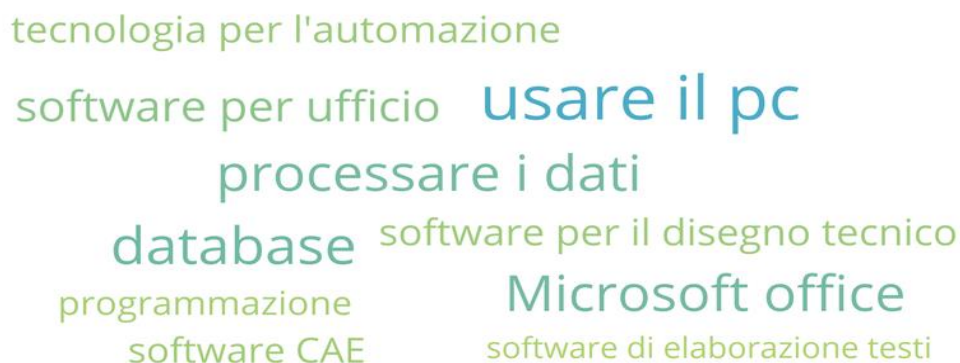 tecnologia per l'automazione
software per ufficio
usare il pc
processare i dati
database
software per il disegno tecnico
programmazione
Microsoft office
software CAE
software di elaborazione testi